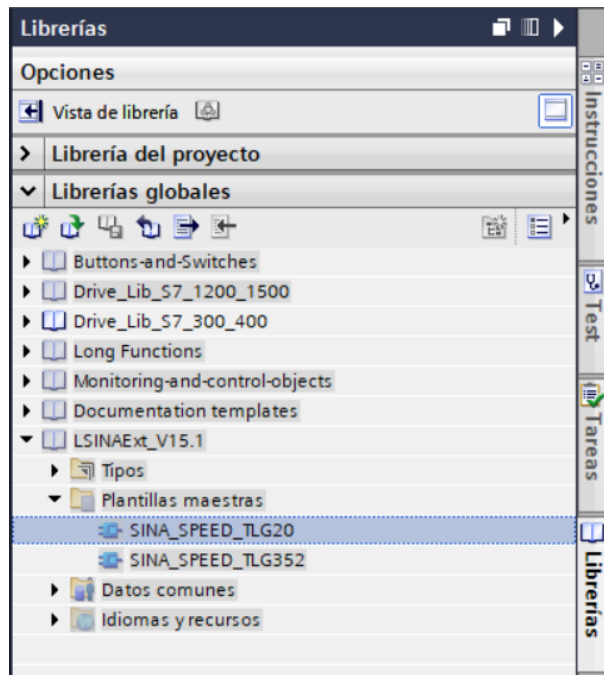 Librerías
Opciones
Vista de librería
Librería del proyecto
Librerías globales
Buttons-and-Switches
Drive_Lib_S7_1200_1500
Drive_Lib_S7_300_400
Long Functions
Monitoring-and-control-objects
Documentation templates
LSINAExt_V15.1
Tipos
Plantillas maestras
SINA_SPEED_TLG20
SINA_SPEED_TLG352
Datos comunes
Idiomas y recursos
Instrucciones
Test
Tareas
Librerías